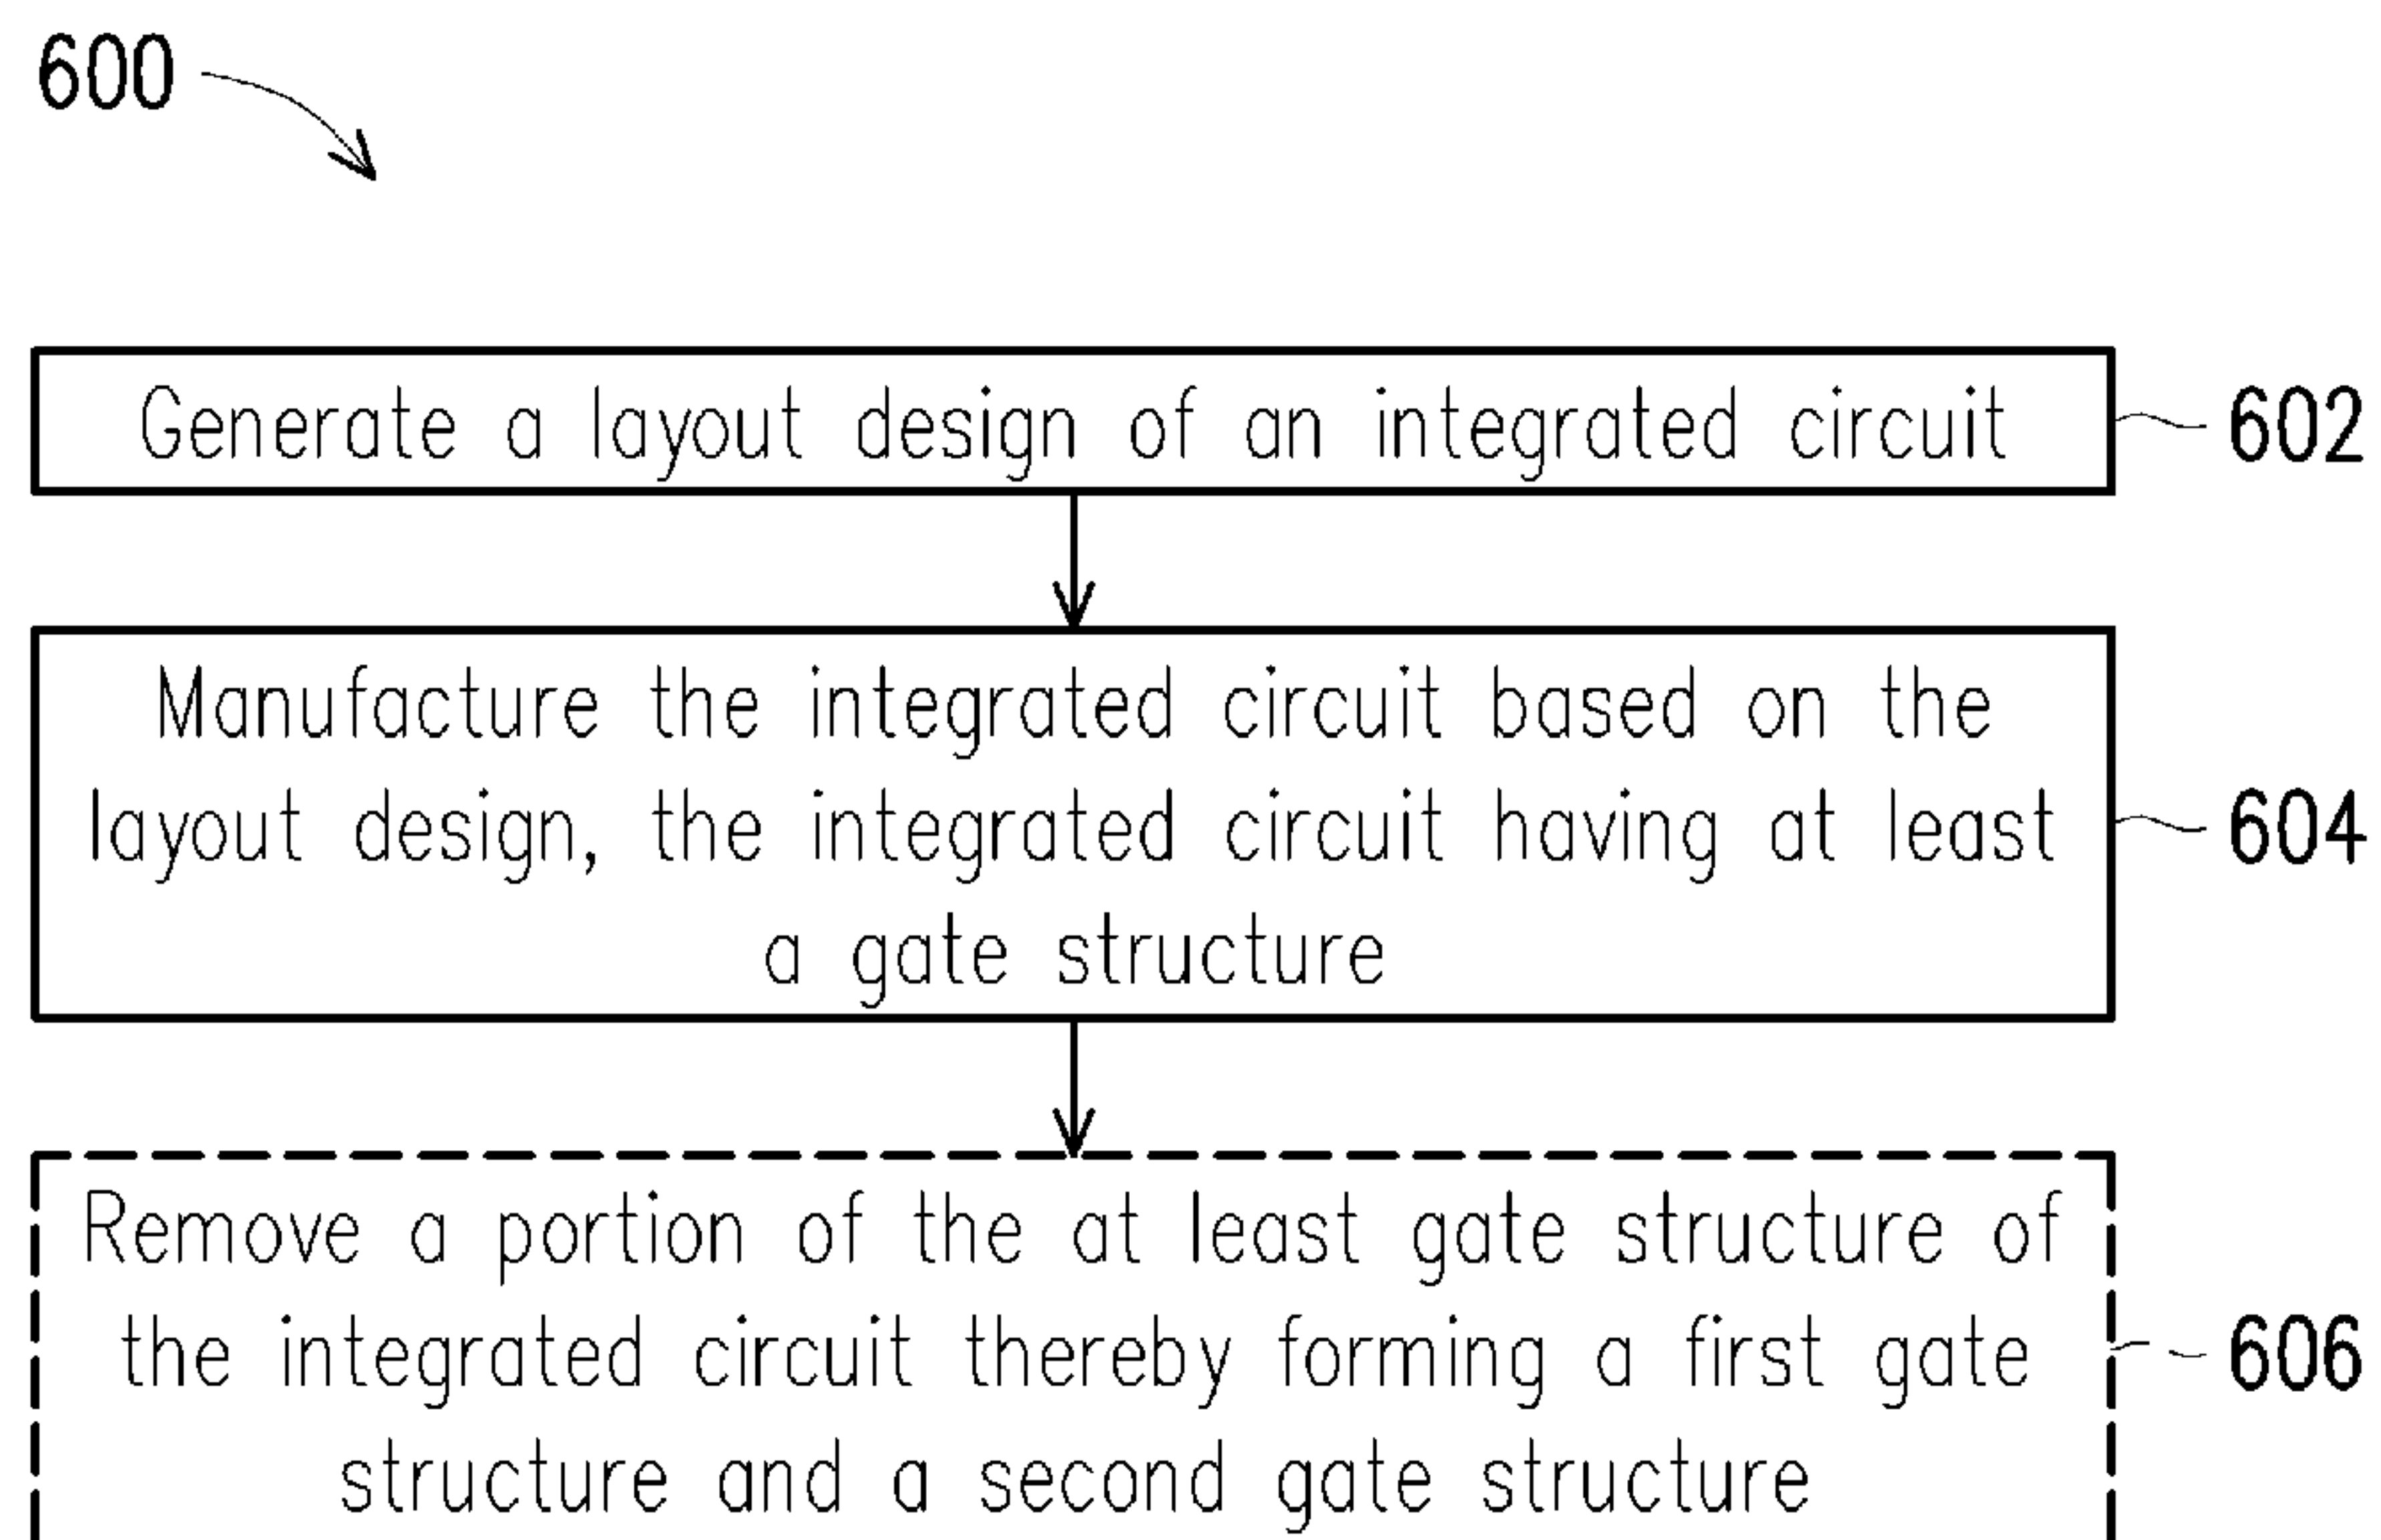 600
Generate a layout design of an integrated circuit
602
Manufacture the integrated circuit based on the
layout design, the integrated circuit having at least
a gate structure
604
Remove a portion of the at least gate structure of
the integrated circuit thereby forming a first gate
structure and a second gate structure
606